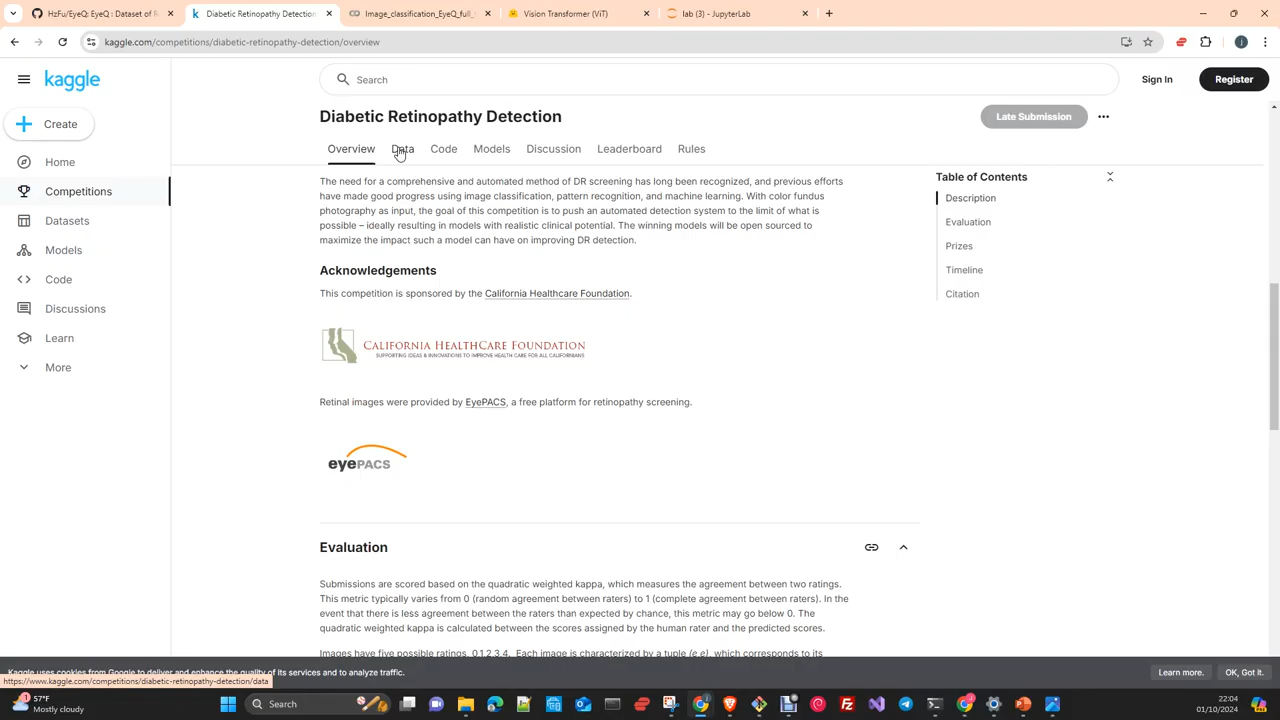 HzFu/EyeQ: EyeQ : Dataset of R
Diabetic Retinopathy Detection
Image_classification_EyeQ_full_
Vision Transformer (ViT)
lab (3) - JupyterLab
kaggle.com/competitions/diabetic-retinopathy-detection/overview
kaggle
Search
Sign In
Register
Create
Home
Competitions
Datasets
Models
Code
Discussions
Learn
More
Diabetic Retinopathy Detection
Late Submission
Overview Data Code Models Discussion Leaderboard Rules
The need for a comprehensive and automated method of DR screening has long been recognized, and previous efforts
have made good progress using image classification, pattern recognition, and machine learning. With color fundus
photography as input, the goal of this competition is to push an automated detection system to the limit of what is
possible – ideally resulting in models with realistic clinical potential. The winning models will be open sourced to
maximize the impact such a model can have on improving DR detection.
Acknowledgements
This competition is sponsored by the California Healthcare Foundation.
CALIFORNIA HEALTHCARE FOUNDATION
SUPPORTING IDEAS & INNOVATIONS TO IMPROVE HEALTH CARE FOR ALL CALIFORNIANS
Retinal images were provided by EyePACS, a free platform for retinopathy screening.
eyePACS
Evaluation
Submissions are scored based on the quadratic weighted kappa, which measures the agreement between two ratings.
This metric typically varies from 0 (random agreement between raters) to 1 (complete agreement between raters). In the
event that there is less agreement between the raters than expected by chance, this metric may go below 0. The
quadratic weighted kappa is calculated between the scores assigned by the human rater and the predicted scores.
Images have five possible ratings, 0,1,2,3,4. Each image is characterized by a tuple (e,e), which corresponds to its
Table of Contents
Description
Evaluation
Prizes
Timeline
Citation
Kaggle uses cookies from Google to deliver and enhance the quality of its services and to analyze traffic.
Learn more.
OK, Got it.
https://www.kaggle.com/competitions/diabetic-retinopathy-detection/data
57°F
Mostly cloudy
Search
22:04
01/10/2024